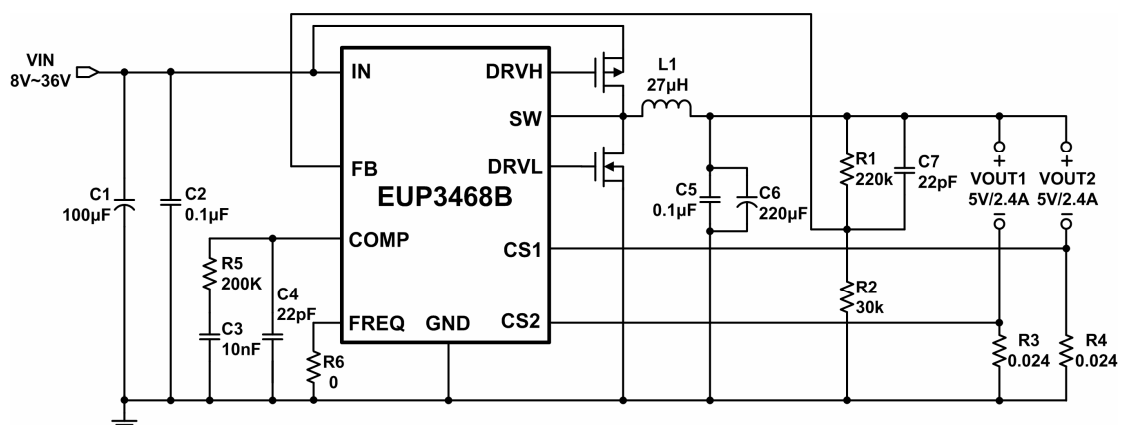 VIN
8V~36V
C1
100µF
C2
0.1µF
R5
200K
C3
10nF
C4
22pF
R6
0
IN
FB
COMP
FREQ
GND
EUP3468B
DRVH
SW
DRVL
CS1
CS2
L1
27µH
C5
0.1µF
C6
220µF
R1
220k
C7
22pF
R2
30k
+
VOUT1
5V/2.4A
–
+
VOUT2
5V/2.4A
–
R3
0.024
R4
0.024